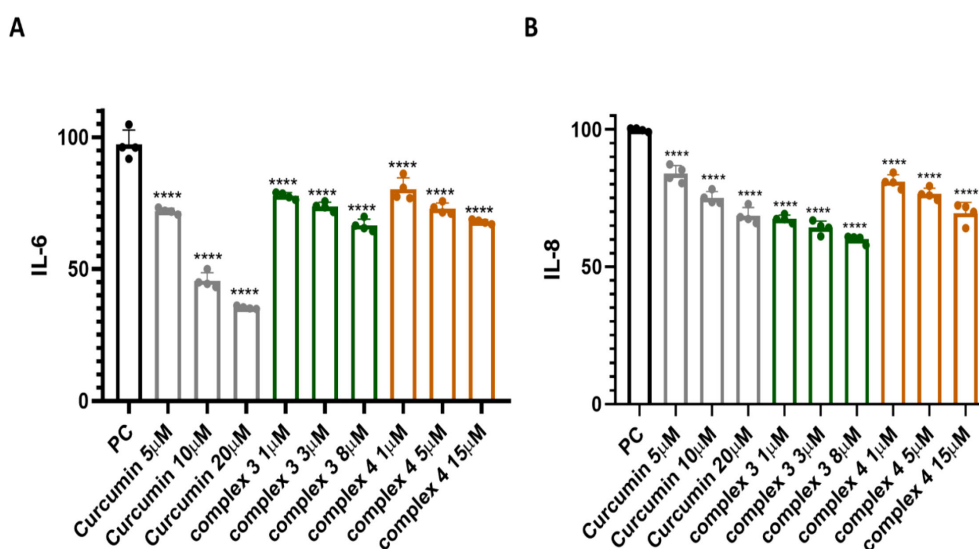 A
IL-6
100
50
0
****
****
****
****
****
****
****
****
****
PC
Curcumin 5μM
Curcumin 10μM
Curcumin 20μM
complex 3 1μM
complex 3 3μM
complex 3 8μM
complex 4 1μM
complex 4 5μM
complex 4 15μM
B
IL-8
100
50
0
****
****
****
****
****
****
****
****
****
PC
Curcumin 5μM
Curcumin 10μM
Curcumin 20μM
complex 3 1μM
complex 3 3μM
complex 3 8μM
complex 4 1μM
complex 4 5μM
complex 4 15μM